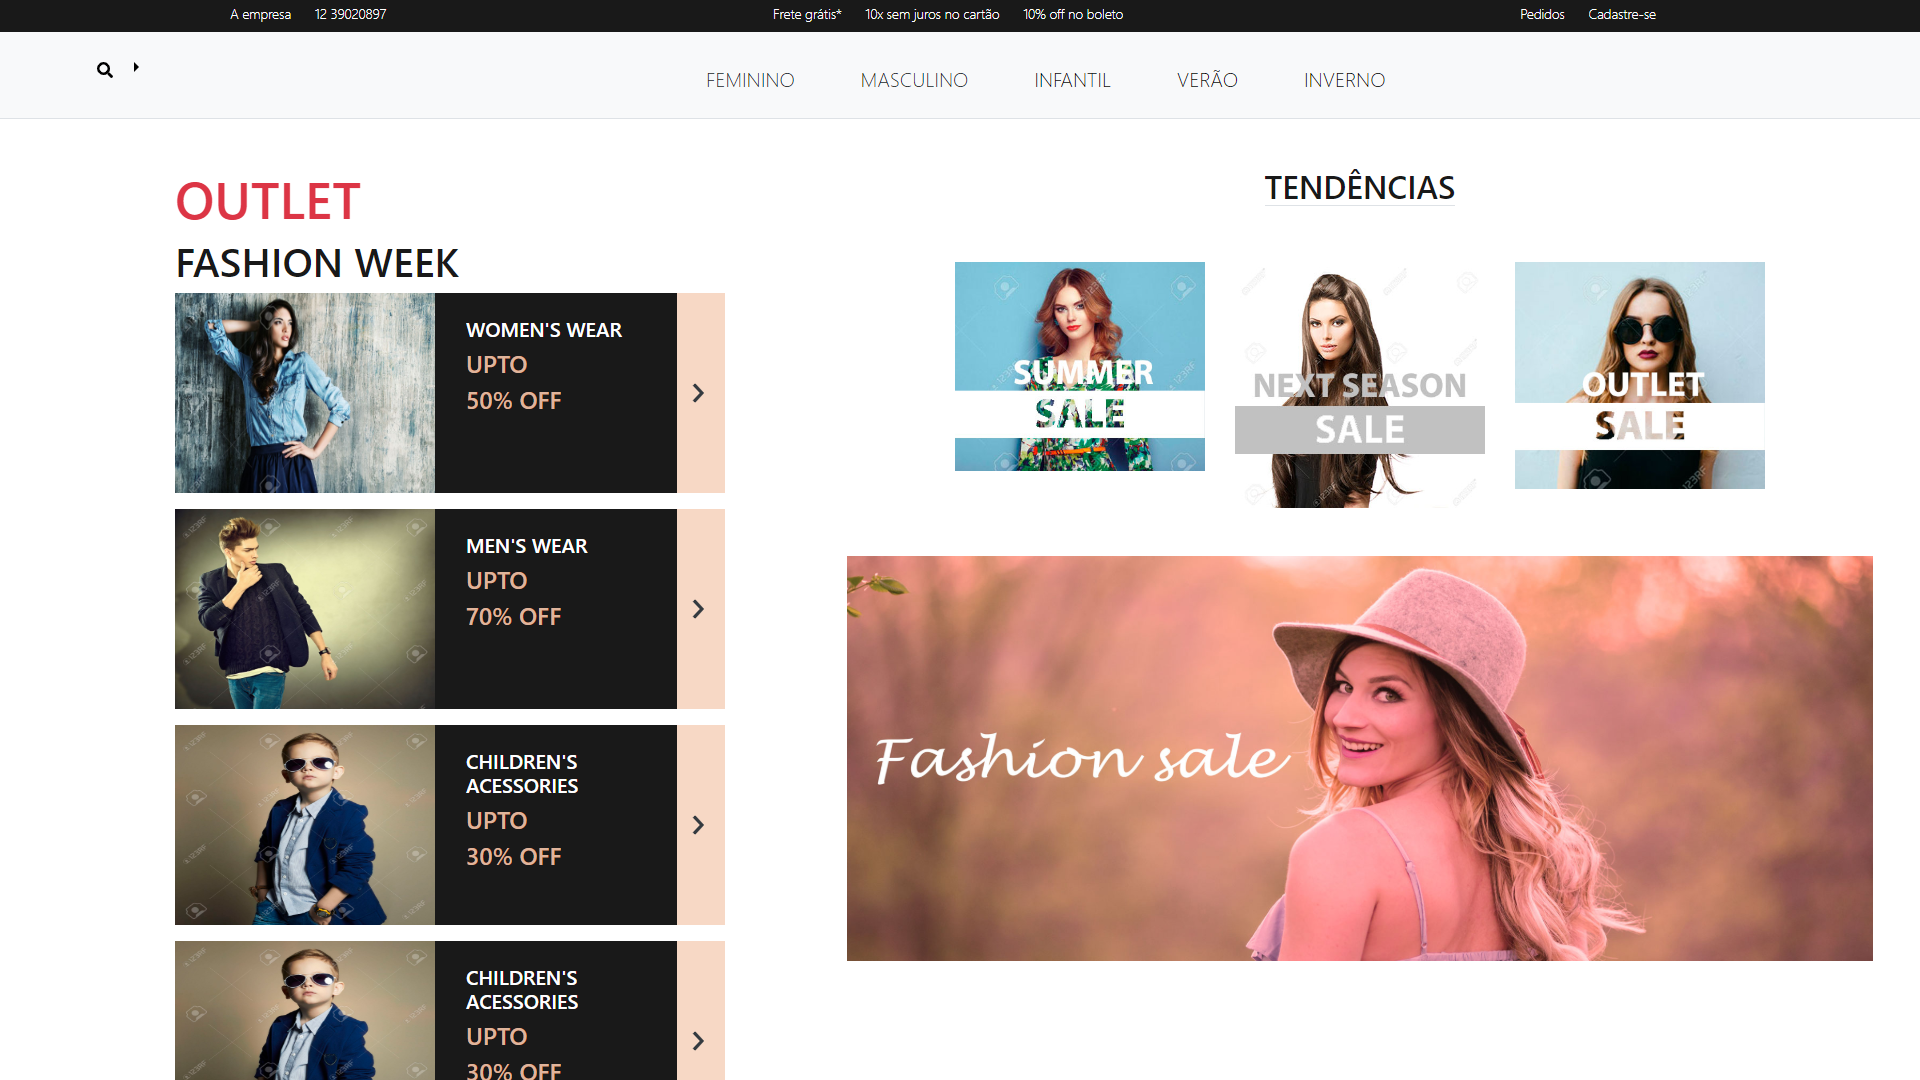 A empresa 12 39020897 Frete grátis* 10x sem juros no cartão 10% off no boleto Pedidos Cadastre-se
FEMININO MASCULINO INFANTIL VERÃO INVERNO
OUTLET
FASHION WEEK
WOMEN'S WEAR
UPTO
50% OFF
MEN'S WEAR
UPTO
70% OFF
CHILDREN'S
ACESSORIES
UPTO
30% OFF
CHILDREN'S
ACESSORIES
UPTO
30% OFF
TENDÊNCIAS
SUMMER
SALE
NEXT SEASON
SALE
OUTLET
SALE
Fashion sale